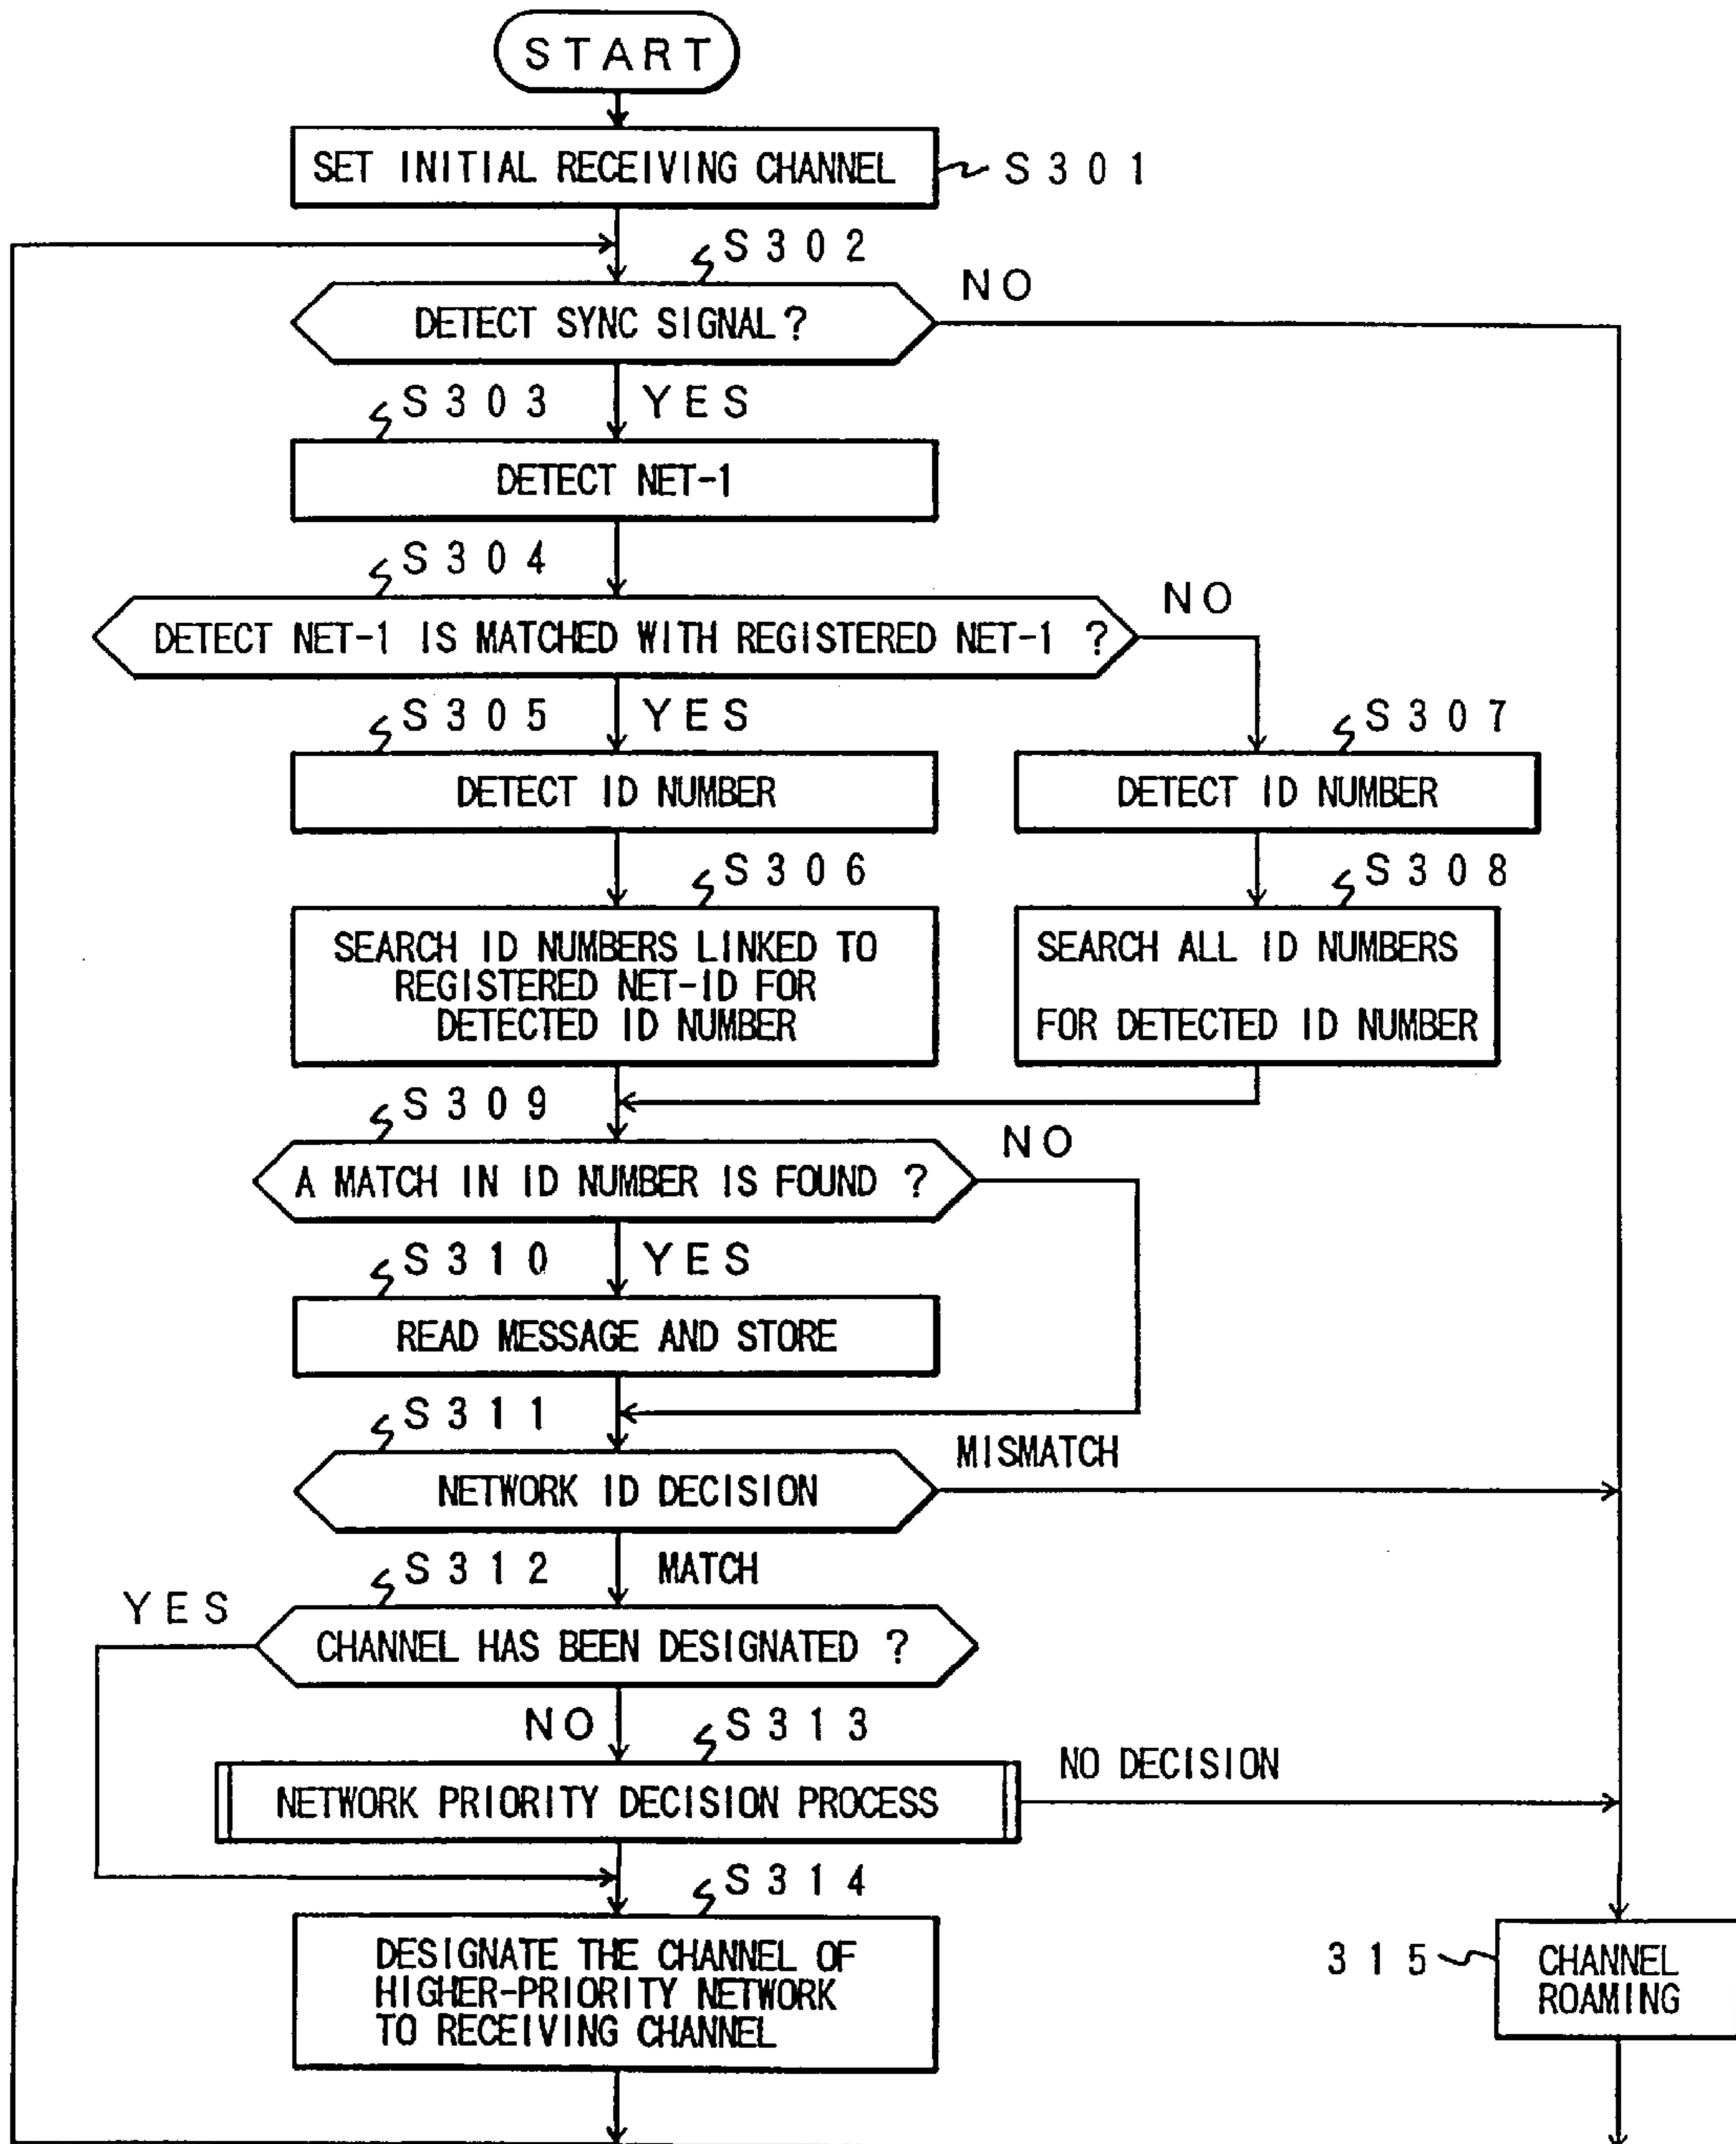 START
SET INITIAL RECEIVING CHANNEL
S301
S302
DETECT SYNC SIGNAL?
NO
S303
YES
DETECT NET-1
S304
DETECT NET-1 IS MATCHED WITH REGISTERED NET-1 ?
NO
S305
YES
S307
DETECT ID NUMBER
DETECT ID NUMBER
S306
S308
SEARCH ID NUMBERS LINKED TO
REGISTERED NET-ID FOR
DETECTED ID NUMBER
SEARCH ALL ID NUMBERS
FOR DETECTED ID NUMBER
S309
A MATCH IN ID NUMBER IS FOUND ?
NO
S310
YES
READ MESSAGE AND STORE
S311
NETWORK ID DECISION
MISMATCH
S312
MATCH
YES
CHANNEL HAS BEEN DESIGNATED ?
NO
S313
NETWORK PRIORITY DECISION PROCESS
NO DECISION
S314
DESIGNATE THE CHANNEL OF
HIGHER-PRIORITY NETWORK
TO RECEIVING CHANNEL
315
CHANNEL
ROAMING